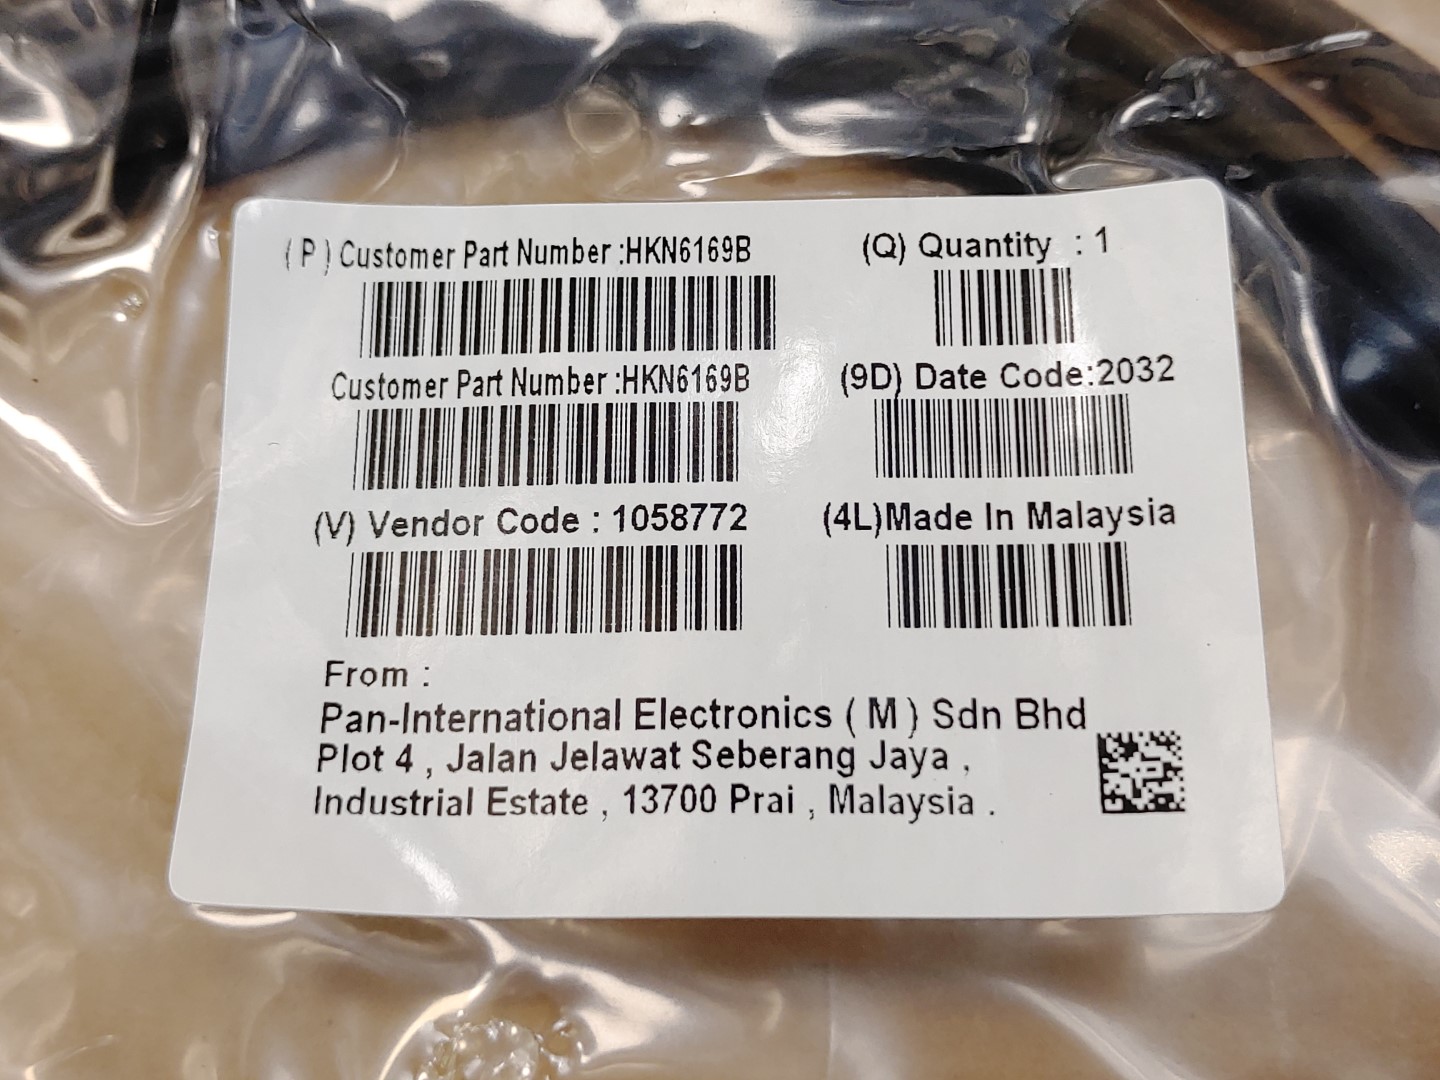 ( P ) Customer Part Number :HKN6169B
(Q) Quantity : 1
Customer Part Number :HKN6169B
(9D) Date Code:2032
(V) Vendor Code : 1058772
(4L)Made In Malaysia
From :
Pan-International Electronics ( M ) Sdn Bhd
Plot 4 , Jalan Jelawat Seberang Jaya ,
Industrial Estate , 13700 Prai , Malaysia .